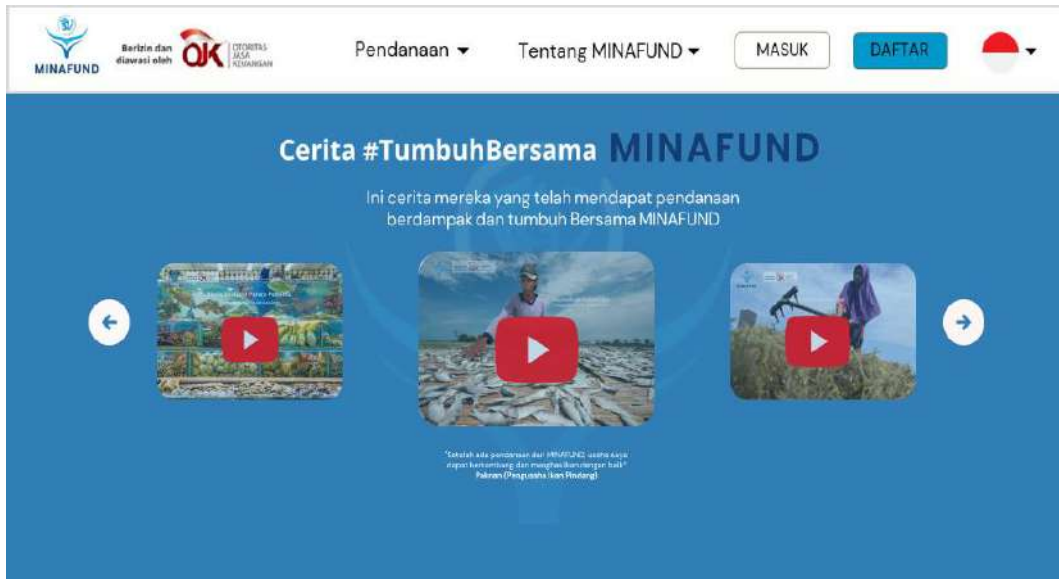 MINAFUND
Berizin dan
diawasi oleh
OJK
OTORITAS
JASA
KEUANGAN
Pendanaan
Tentang MINAFUND
MASUK
DAFTAR
Cerita #TumbuhBersama MINAFUND
Ini cerita mereka yang telah mendapat pendanaan
berdampak dan tumbuh Bersama MINAFUND
"Setelah ada pendanaan dari MINAFUND, usaha saya
dapat berkembang dan
dengan baik"
(Pengusaha Ikan Pindang)